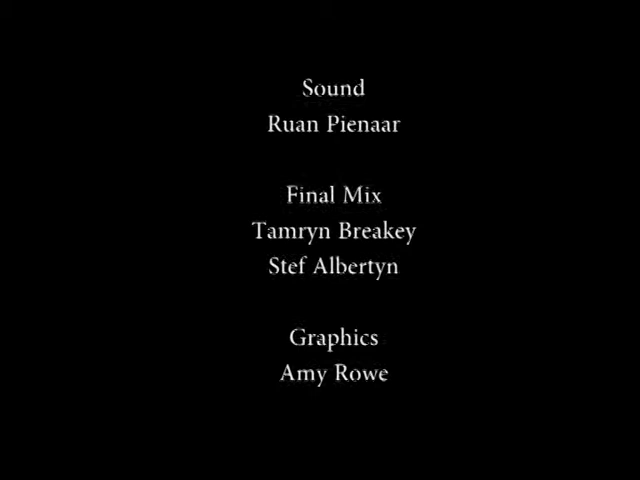 Sound
Ruan Pienaar
Final Mix
Tamryn Breakey
Stef Albertyn
Graphics
Amy Rowe